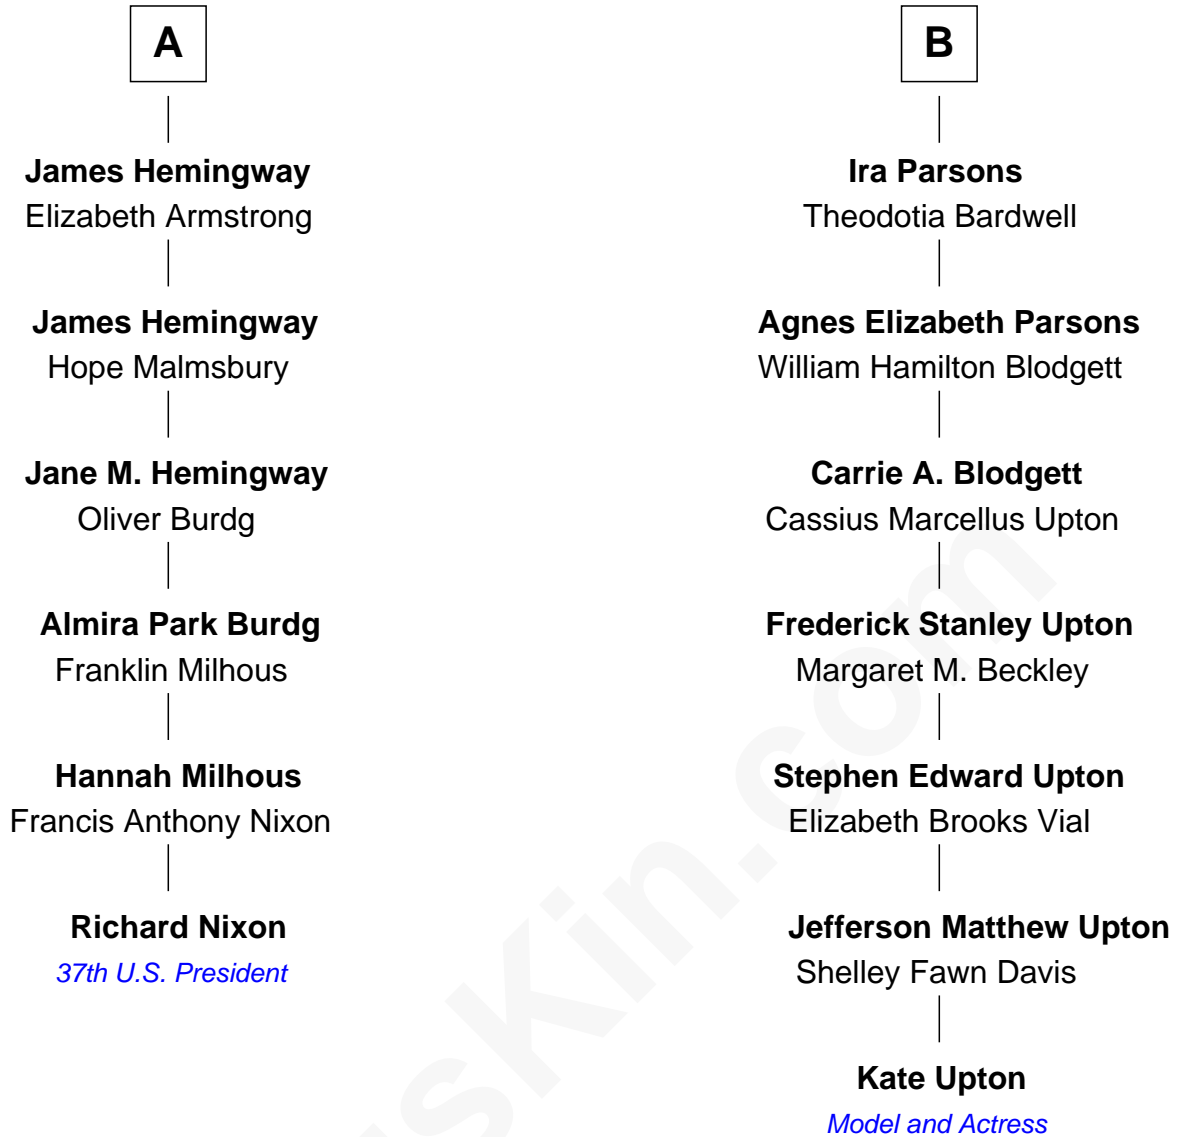 A
James Hemingway
Elizabeth Armstrong
James Hemingway
Hope Malmsbury
Jane M. Hemingway
Oliver Burdg
Almira Park Burdg
Franklin Milhous
Hannah Milhous
Francis Anthony Nixon
Richard Nixon
37th U.S. President
B
Ira Parsons
Theodotia Bardwell
Agnes Elizabeth Parsons
William Hamilton Blodgett
Carrie A. Blodgett
Cassius Marcellus Upton
Frederick Stanley Upton
Margaret M. Beckley
Stephen Edward Upton
Elizabeth Brooks Vial
Jefferson Matthew Upton
Shelley Fawn Davis
Kate Upton
Model and Actress
sKin.com